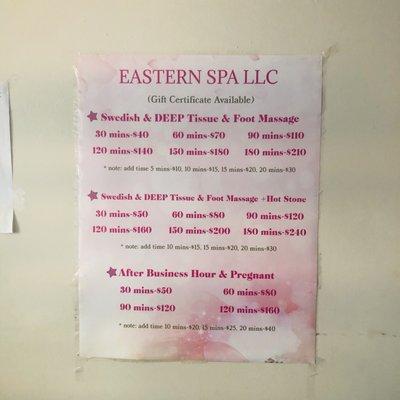 EASTERN SPA LLC
(Gift Certificate Available)
Swedish & DEEP Tissue & Foot Massage
30 mins-$40 60 mins-$70 90 mins-$110
120 mins-$140 150 mins-$180 180 mins-$210
* note: add time 5 mins-$10, 10 mins-$15, 15 mins-$20, 20 mins-$30
Swedish & DEEP Tissue & Foot Massage +Hot Stone
30 mins-$50 60 mins-$80 90 mins-$120
120 mins-$160 150 mins-$200 180 mins-$240
* note: add time 10 mins-$15, 15 mins-$20, 20 mins-$30
After Business Hour & Pregnant
30 mins-$50 60 mins-$80
90 mins-$120 120 mins-$160
* note: add time 10 mins-$20, 15 mins-$25, 20 mins-$40